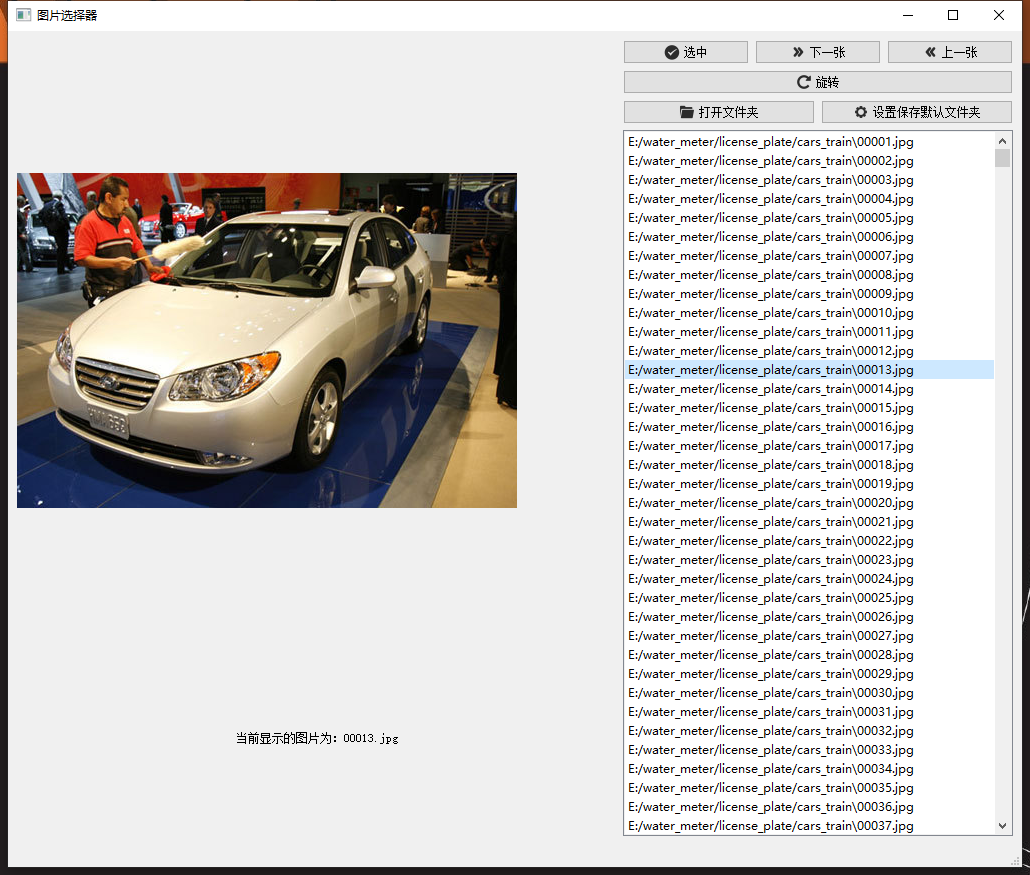 图片选择器
选中
下一张
上一张
旋转
打开文件夹
设置保存默认文件夹
E:/water_meter/license_plate/cars_train\00001.jpg
E:/water_meter/license_plate/cars_train\00002.jpg
E:/water_meter/license_plate/cars_train\00003.jpg
E:/water_meter/license_plate/cars_train\00004.jpg
E:/water_meter/license_plate/cars_train\00005.jpg
E:/water_meter/license_plate/cars_train\00006.jpg
E:/water_meter/license_plate/cars_train\00007.jpg
E:/water_meter/license_plate/cars_train\00008.jpg
E:/water_meter/license_plate/cars_train\00009.jpg
E:/water_meter/license_plate/cars_train\00010.jpg
E:/water_meter/license_plate/cars_train\00011.jpg
E:/water_meter/license_plate/cars_train\00012.jpg
E:/water_meter/license_plate/cars_train\00013.jpg
E:/water_meter/license_plate/cars_train\00014.jpg
E:/water_meter/license_plate/cars_train\00015.jpg
E:/water_meter/license_plate/cars_train\00016.jpg
E:/water_meter/license_plate/cars_train\00017.jpg
E:/water_meter/license_plate/cars_train\00018.jpg
E:/water_meter/license_plate/cars_train\00019.jpg
E:/water_meter/license_plate/cars_train\00020.jpg
E:/water_meter/license_plate/cars_train\00021.jpg
E:/water_meter/license_plate/cars_train\00022.jpg
E:/water_meter/license_plate/cars_train\00023.jpg
E:/water_meter/license_plate/cars_train\00024.jpg
E:/water_meter/license_plate/cars_train\00025.jpg
E:/water_meter/license_plate/cars_train\00026.jpg
E:/water_meter/license_plate/cars_train\00027.jpg
E:/water_meter/license_plate/cars_train\00028.jpg
E:/water_meter/license_plate/cars_train\00029.jpg
E:/water_meter/license_plate/cars_train\00030.jpg
E:/water_meter/license_plate/cars_train\00031.jpg
E:/water_meter/license_plate/cars_train\00032.jpg
E:/water_meter/license_plate/cars_train\00033.jpg
E:/water_meter/license_plate/cars_train\00034.jpg
E:/water_meter/license_plate/cars_train\00035.jpg
E:/water_meter/license_plate/cars_train\00036.jpg
E:/water_meter/license_plate/cars_train\00037.jpg
当前显示的图片为: 00013.jpg